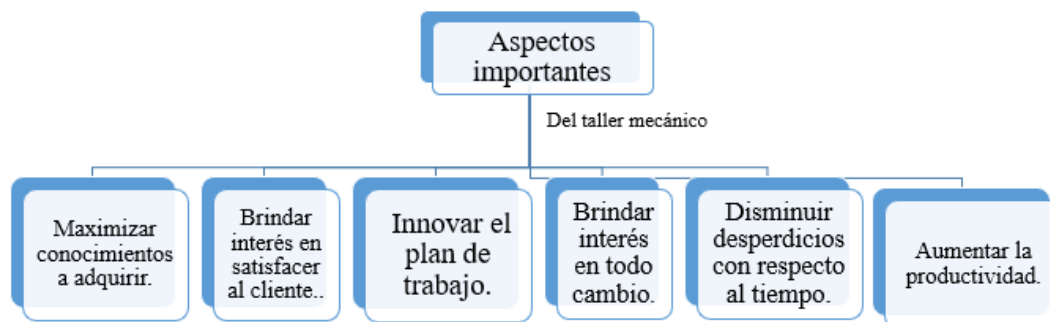 Aspectos
importantes
Del taller mecánico
Maximizar
conocimientos
a adquirir.
Brindar
interés en
satisfacer
al cliente..
Innovar el
plan de
trabajo.
Brindar
interés
en todo
cambio.
Disminuir
desperdicios
con respecto
al tiempo.
Aumentar la
productividad.